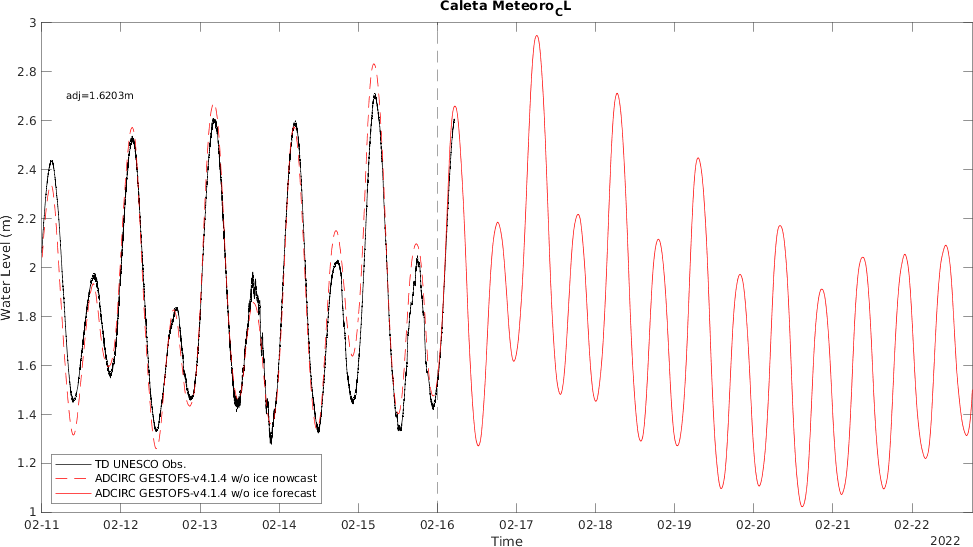 Caleta Meteoro_CL
3
2.8
adj=1.6203m
2.6
2.4
2.2
2
1.8
1.6
1.4
1.2
1
Water Level (m)
TD UNESCO Obs.
ADCIRC GESTOFS-v4.1.4 w/o ice nowcast
ADCIRC GESTOFS-v4.1.4 w/o ice forecast
02-11 02-12 02-13 02-14 02-15 02-16 02-17 02-18 02-19 02-20 02-21 02-22
Time
2022